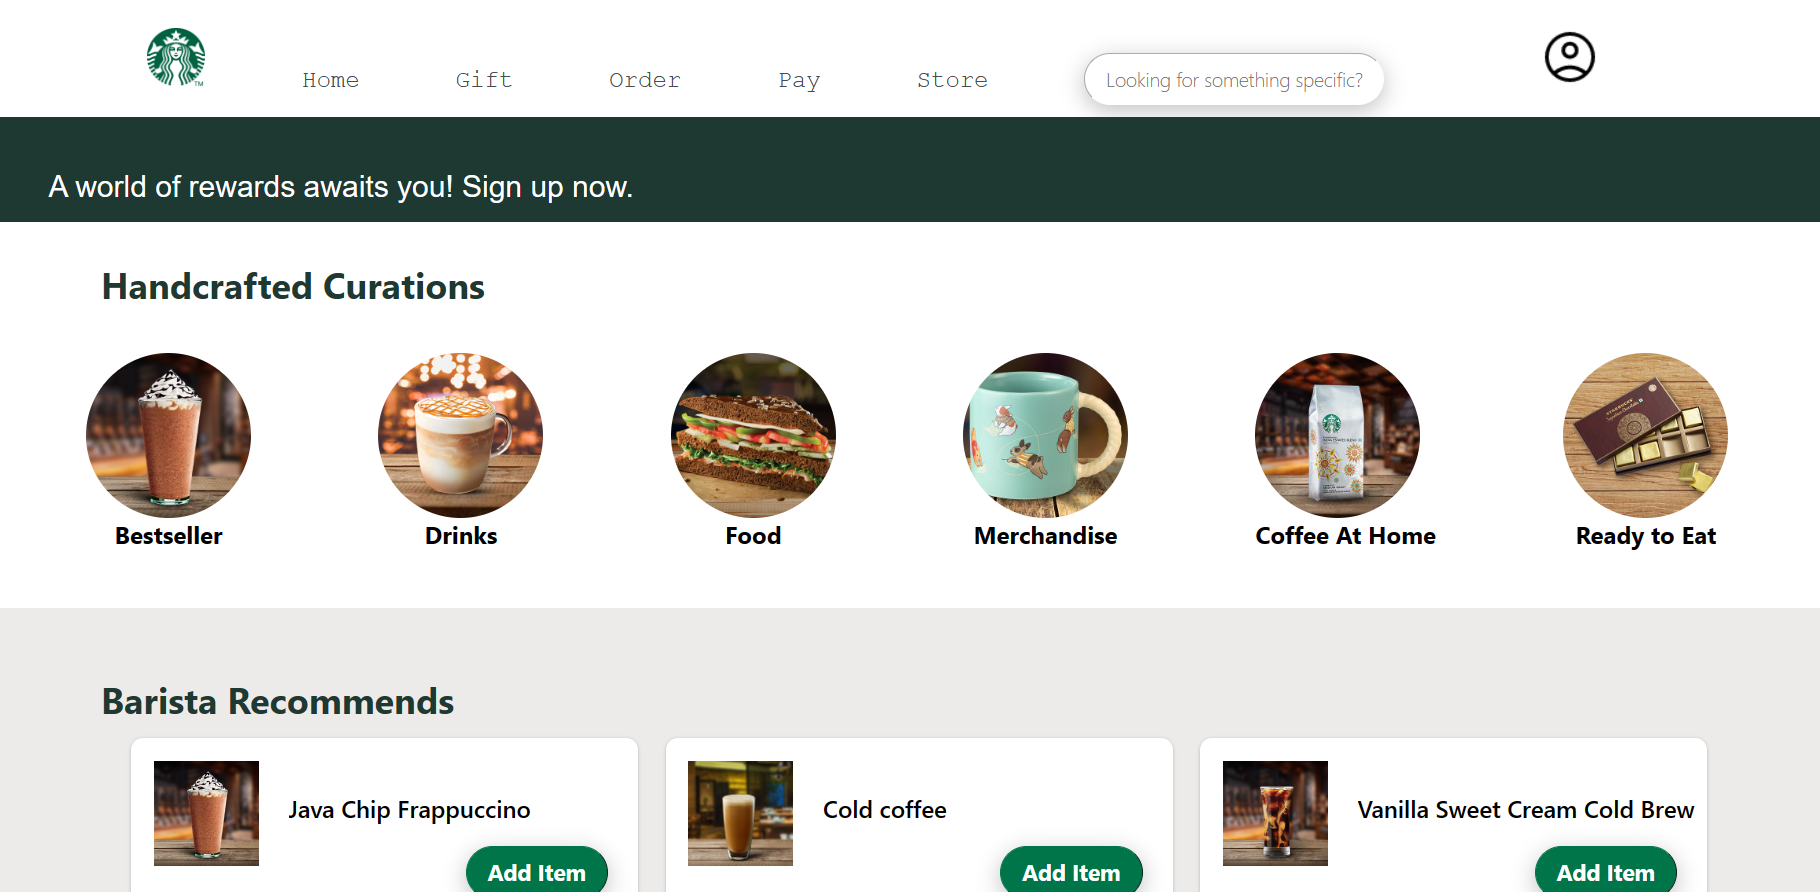 Home Gift Order Pay Store Looking for something specific?
A world of rewards awaits you! Sign up now.
Handcrafted Curations
Bestseller Drinks Food Merchandise Coffee At Home Ready to Eat
Barista Recommends
Java Chip Frappuccino Cold coffee Vanilla Sweet Cream Cold Brew
Add Item Add Item Add Item